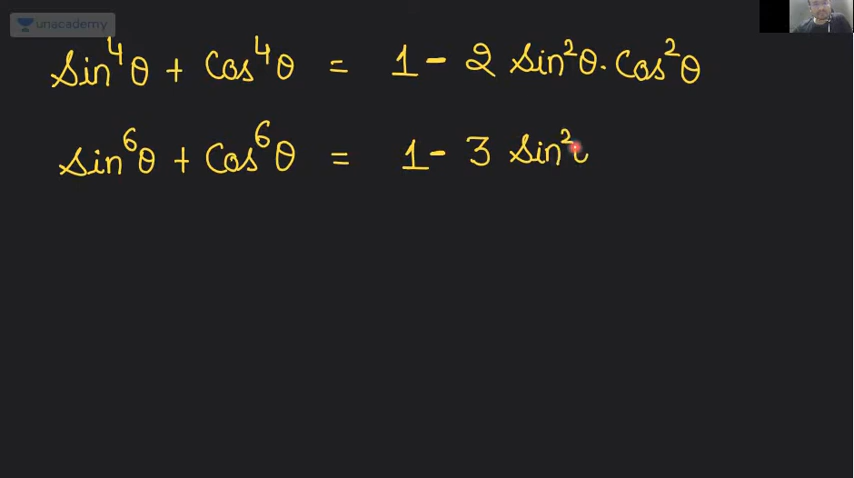 unacademy
sin⁴θ + cos⁴θ = 1 - 2 sin²θ. cos²θ
sin⁶θ + cos⁶θ = 1 - 3 sin²